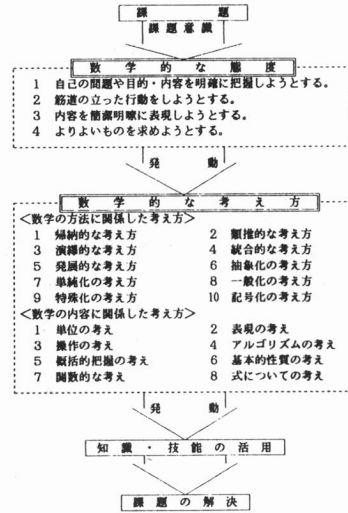 課題
課題意識
数学的な態度
1 自己の問題や目的・内容を明確に把握しようとする。
2 筋道の立った行動をしようとする。
3 内容を簡潔明瞭に表現しようとする。
4 よりよいものを求めようとする。
発動
数学的な考え方
<数学の方法に関係した考え方>
1 帰納的な考え方 2 類推的な考え方
3 演繹的な考え方 4 統合的な考え方
5 発展的な考え方 6 抽象化の考え方
7 単純化の考え方 8 一般化の考え方
9 特殊化の考え方 10 記号化の考え方
<数学の内容に関係した考え方>
1 単位の考え 2 表現の考え
3 操作の考え 4 アルゴリズムの考え
5 概括的把握の考え 6 基本的性質の考え
7 関数的な考え 8 式についての考え
発動
知識・技能の活用
課題の解決